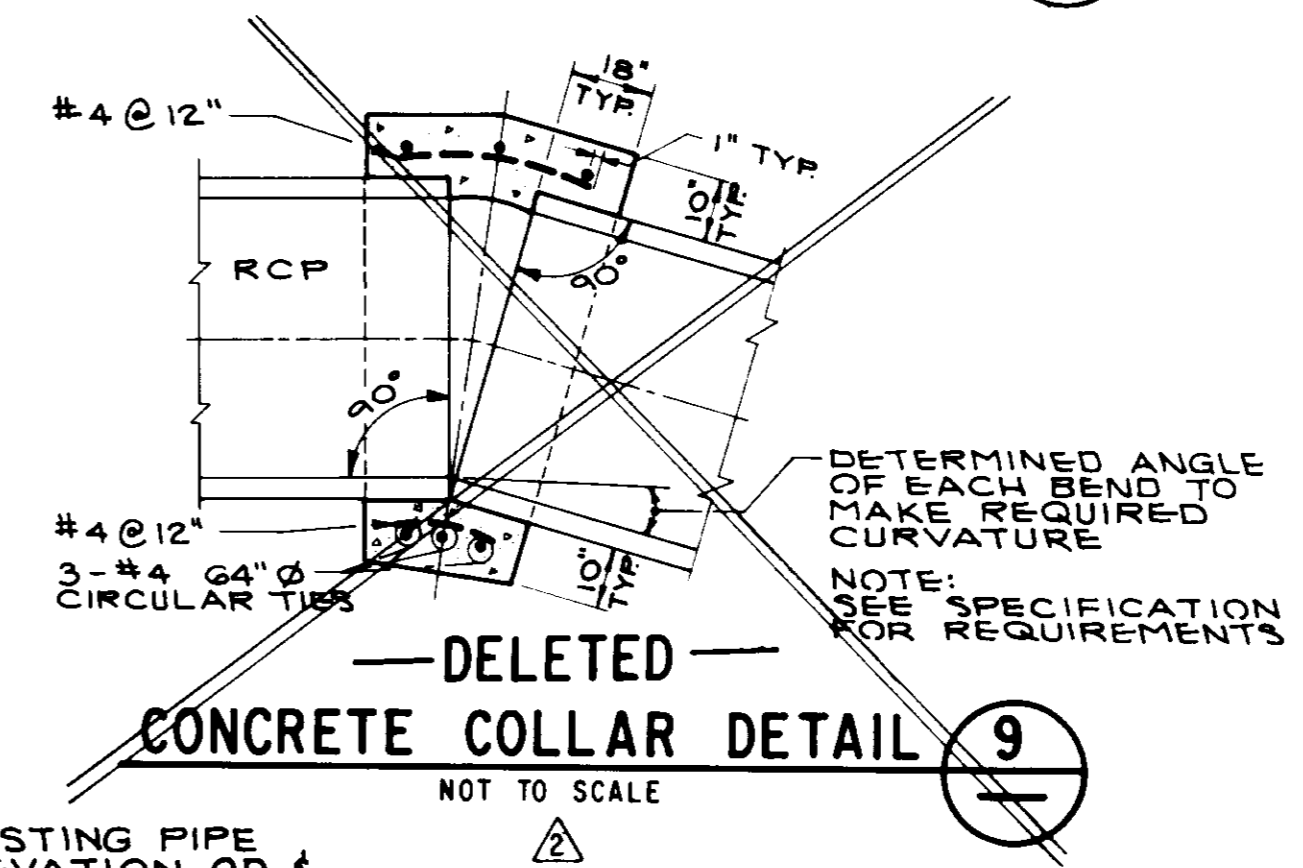 18"
TYP.
#4 @ 12"
1" TYP.
10"
TYP.
RCP
90°
90°
DETERMINED ANGLE
OF EACH BEND TO
MAKE REQUIRED
CURVATURE
#4 @ 12"
3-#4 64"Ø
CIRCULAR TIES
10"
TYP.
NOTE:
SEE SPECIFICATION
FOR REQUIREMENTS
—DELETED—
CONCRETE COLLAR DETAIL 9
—
NOT TO SCALE
2
STING PIPE